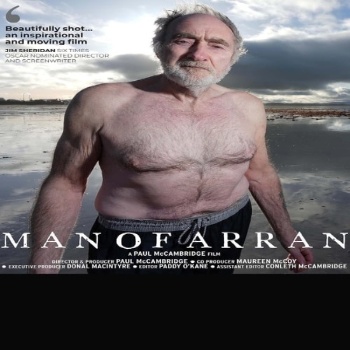 Beautifully shot...
an inspirational
and moving film
JIM SHERIDAN SIX TIMES
OSCAR NOMINATED DIRECTOR
AND SCREENWRITER
MAN OF ARRAN
A PAUL McCAMBRIDGE FILM
DIRECTOR & PRODUCER PAUL McCAMBRIDGE ● CO PRODUCER MAUREEN McCOY
● EXECUTIVE PRODUCER DONAL MACINTYRE ● EDITOR PADDY O'KANE ● ASSISTANT EDITOR CONLETH McCAMBRIDGE